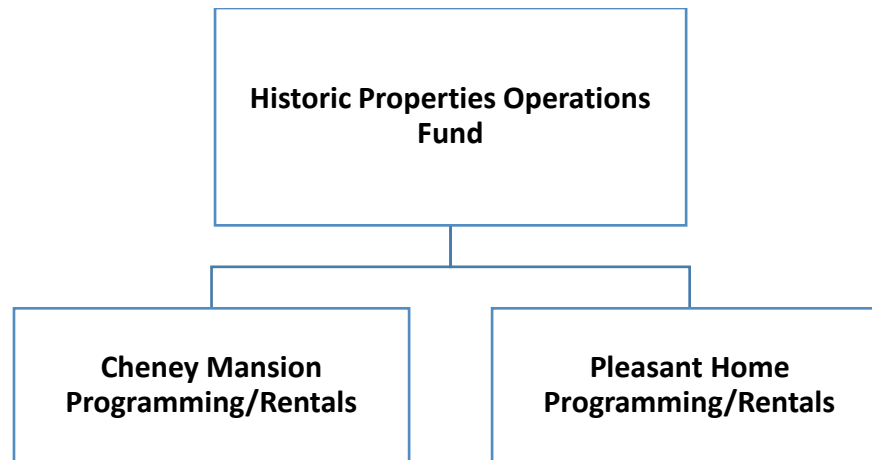 Historic Properties Operations
Fund
Cheney Mansion
Programming/Rentals
Pleasant Home
Programming/Rentals